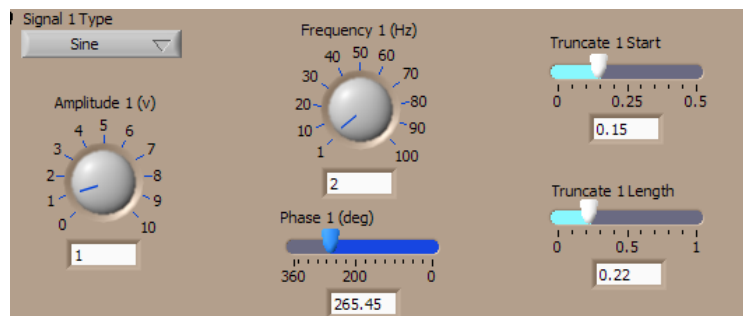 Signal 1 Type
Sine
Amplitude 1 (v)
0 1 2 3 4 5 6 7 8 9 10
1
Frequency 1 (Hz)
1 10 20 30 40 50 60 70 80 90 100
2
Phase 1 (deg)
360 200 0
265.45
Truncate 1 Start
0 0.25 0.5
0.15
Truncate 1 Length
0 0.5 1
0.22